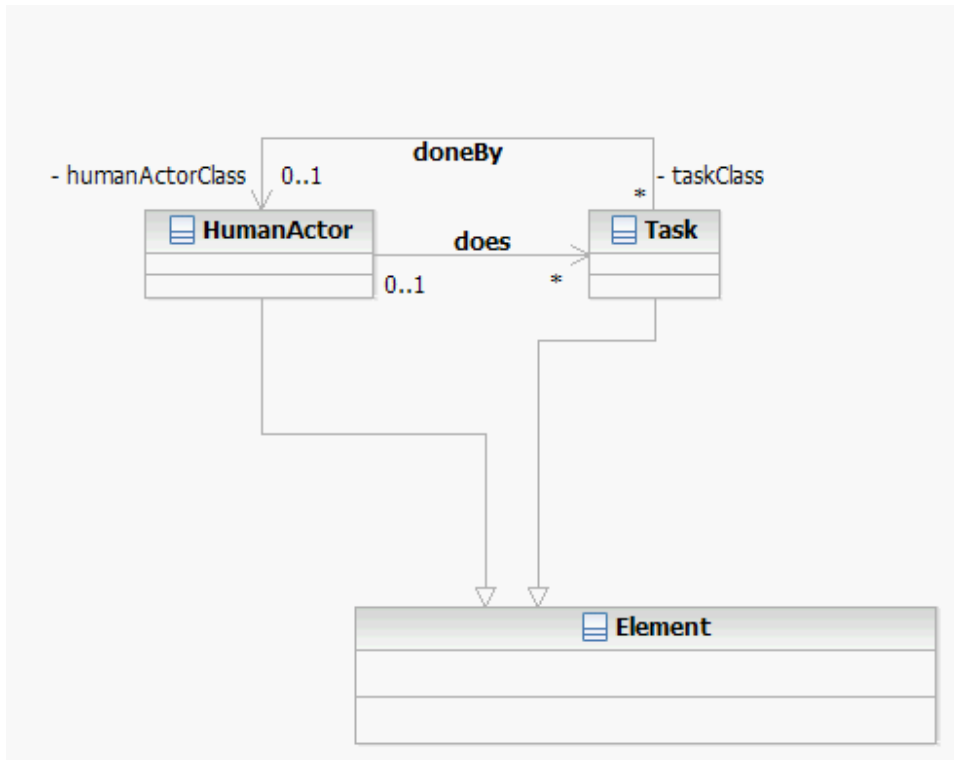 doneBy
- humanActorClass 0..1 - taskClass
*
HumanActor does Task
0..1 *
Element